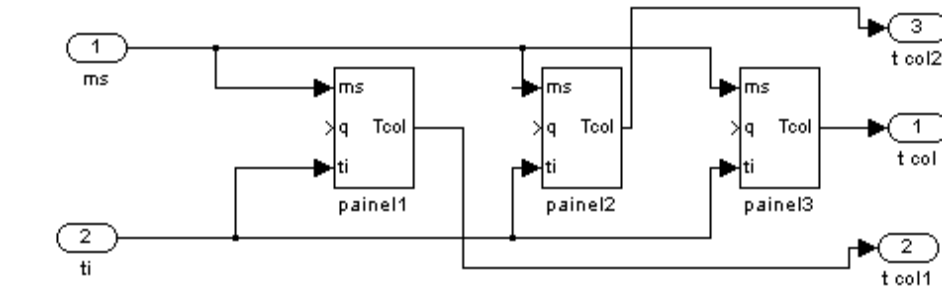 1
ms
ms
q
Tcol
ti
painel1
ms
q
Tcol
ti
painel2
ms
q
Tcol
ti
painel3
3
t col2
1
t col
2
ti
2
t col1